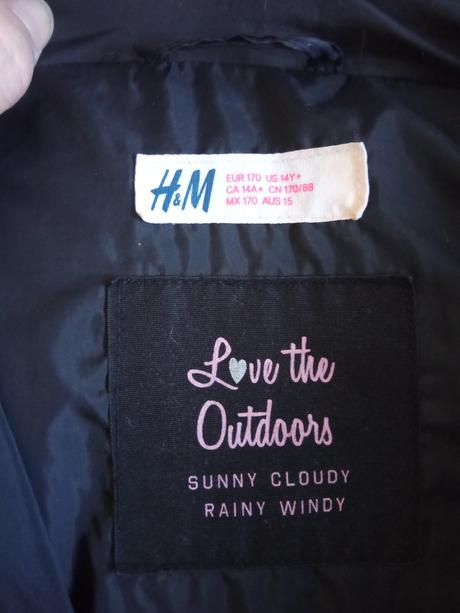 H&M
EUR 170 US 14Y+
CA 14A+ CN 170/88
MX 170 AUS 15
Love the
Outdoors
SUNNY CLOUDY
RAINY WINDY